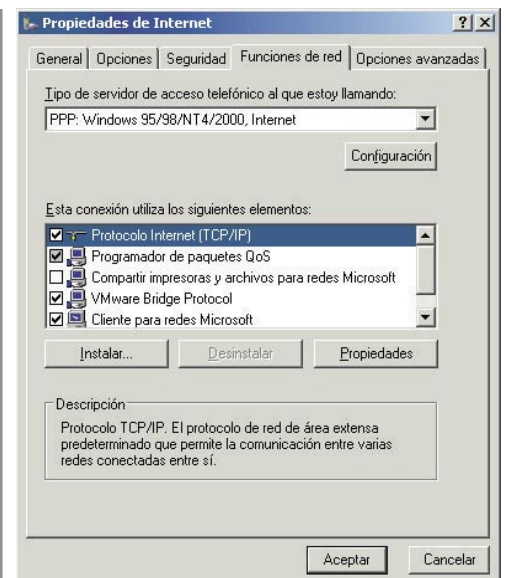 Propiedades de Internet
General Opciones Seguridad Funciones de red Opciones avanzadas
Tipo de servidor de acceso telefónico al que estoy llamando:
PPP: Windows 95/98/NT4/2000, Internet
Configuración
Esta conexión utiliza los siguientes elementos:
Protocolo Internet (TCP/IP)
Programador de paquetes QoS
Compartir impresoras y archivos para redes Microsoft
VMware Bridge Protocol
Cliente para redes Microsoft
Instalar... Desinstalar Propiedades
Descripción
Protocolo TCP/IP. El protocolo de red de área extensa
predeterminado que permite la comunicación entre varias
redes conectadas entre sí.
Aceptar Cancelar